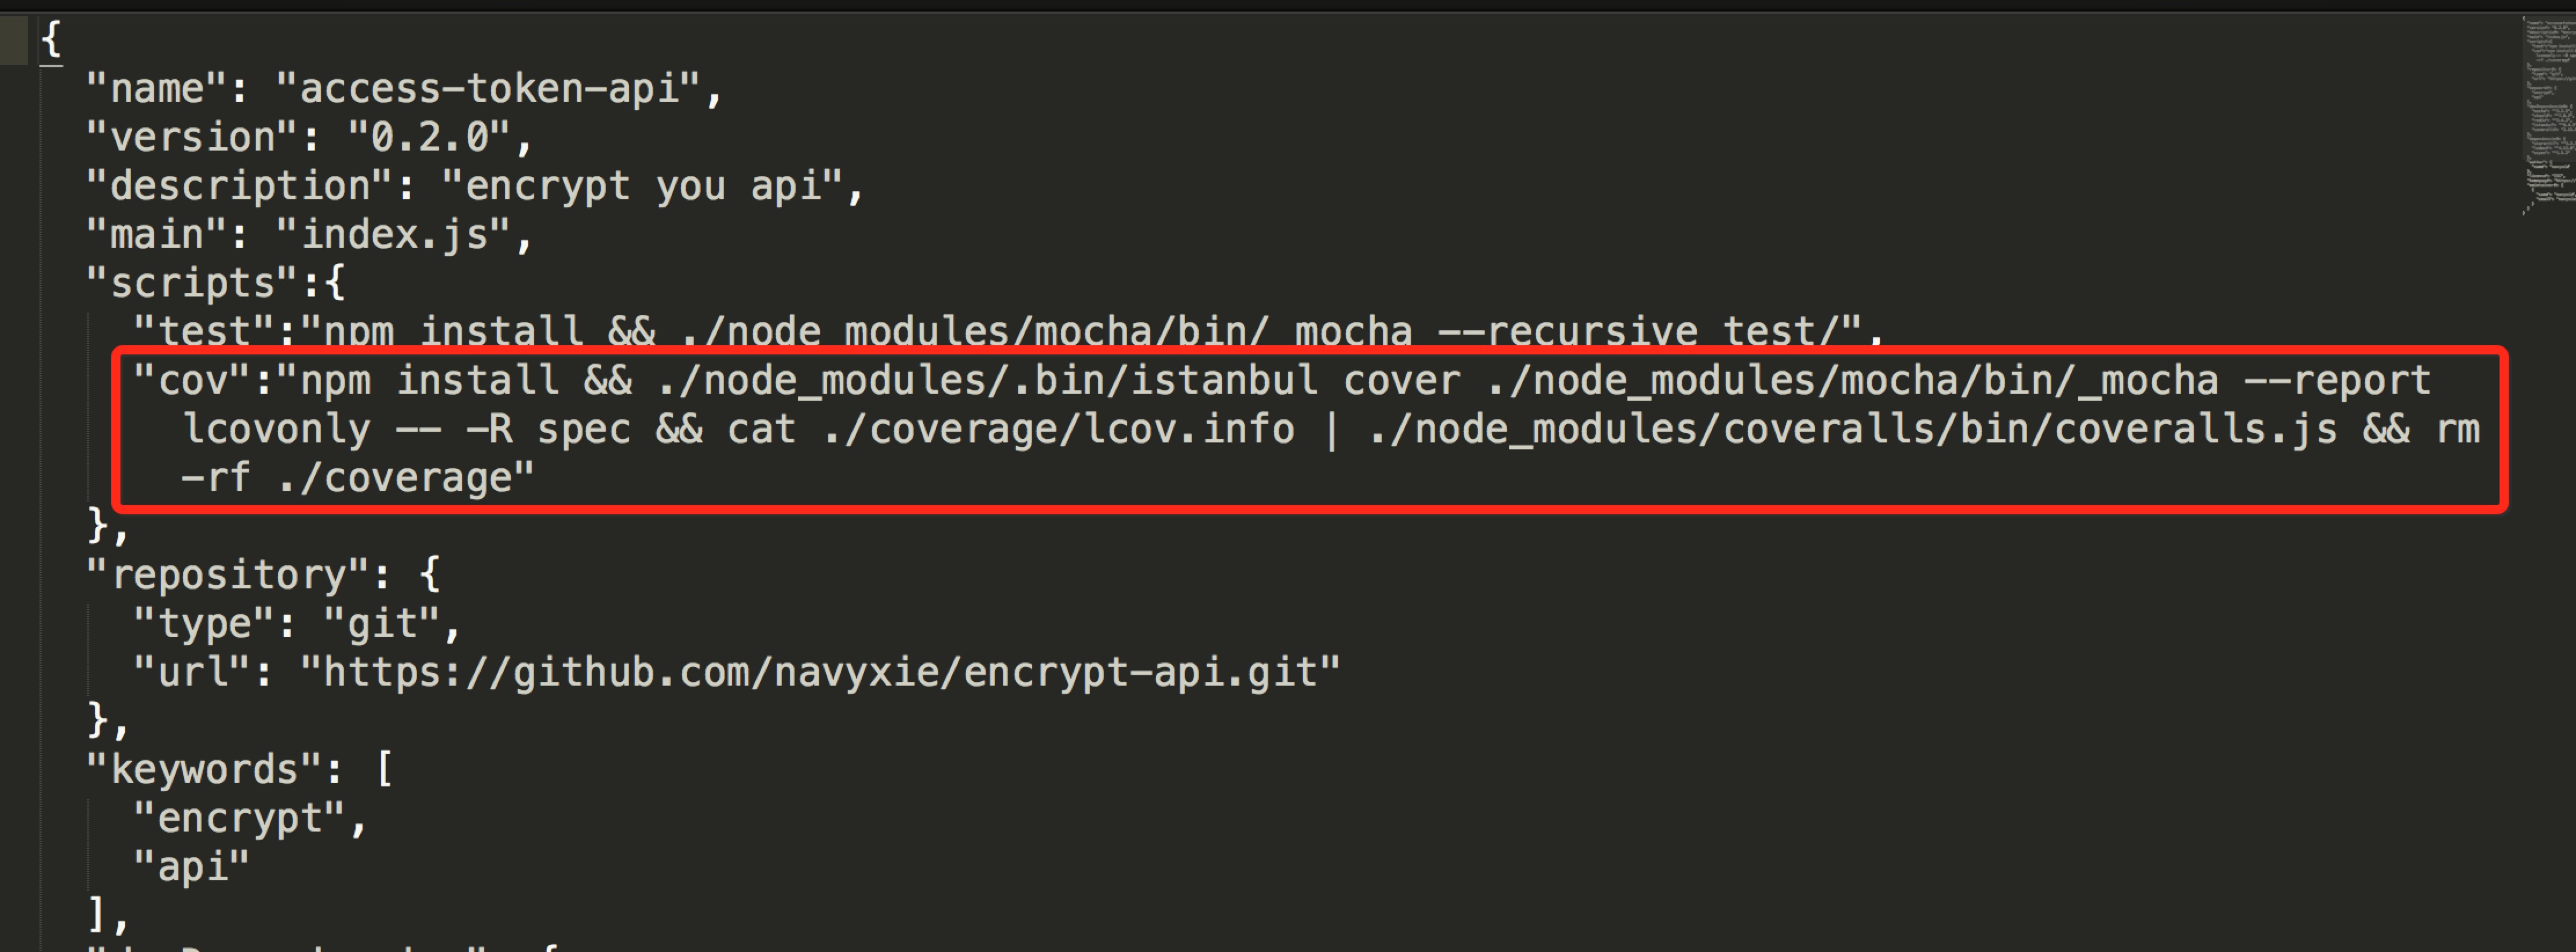 {
"name": "access-token-api",
"version": "0.2.0",
"description": "encrypt you api",
"main": "index.js",
"scripts":{
"test":"npm install && ./node_modules/mocha/bin/_mocha --recursive test/",
"cov":"npm install && ./node_modules/.bin/istanbul cover ./node_modules/mocha/bin/_mocha --report
lcovonly -- -R spec && cat ./coverage/lcov.info | ./node_modules/coveralls/bin/coveralls.js && rm
-rf ./coverage"
},
"repository": {
"type": "git",
"url": "https://github.com/navyxie/encrypt-api.git"
},
"keywords": [
"encrypt",
"api"
],